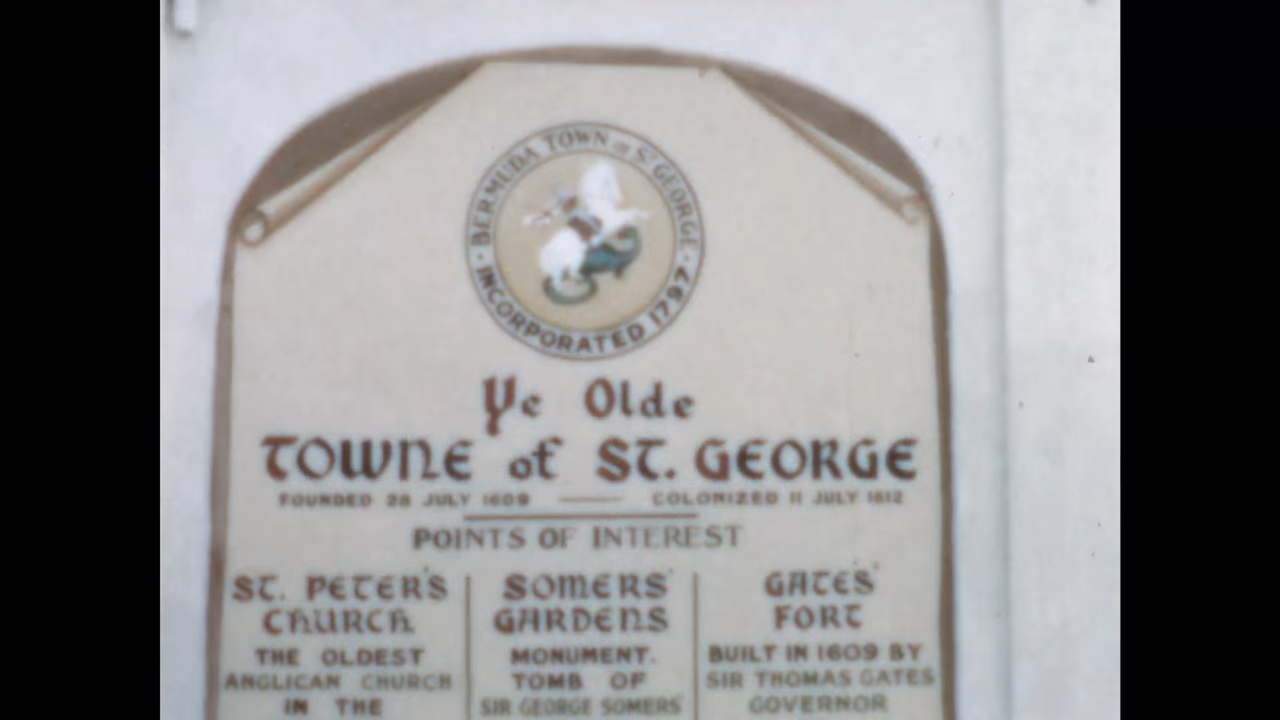 BERMUDA TOWN of St GEORGE
· INCORPORATED 1797 ·
Ye Olde
TOWNE of ST. GEORGE
FOUNDED 28 JULY 1609 —— COLONIZED 11 JULY 1612
POINTS OF INTEREST
ST. PETER'S
CHURCH
THE OLDEST
ANGLICAN CHURCH
IN THE
SOMERS'
GARDENS
MONUMENT.
TOMB OF
SIR GEORGE SOMERS
GATES'
FORT
BUILT IN 1609 BY
SIR THOMAS GATES
GOVERNOR